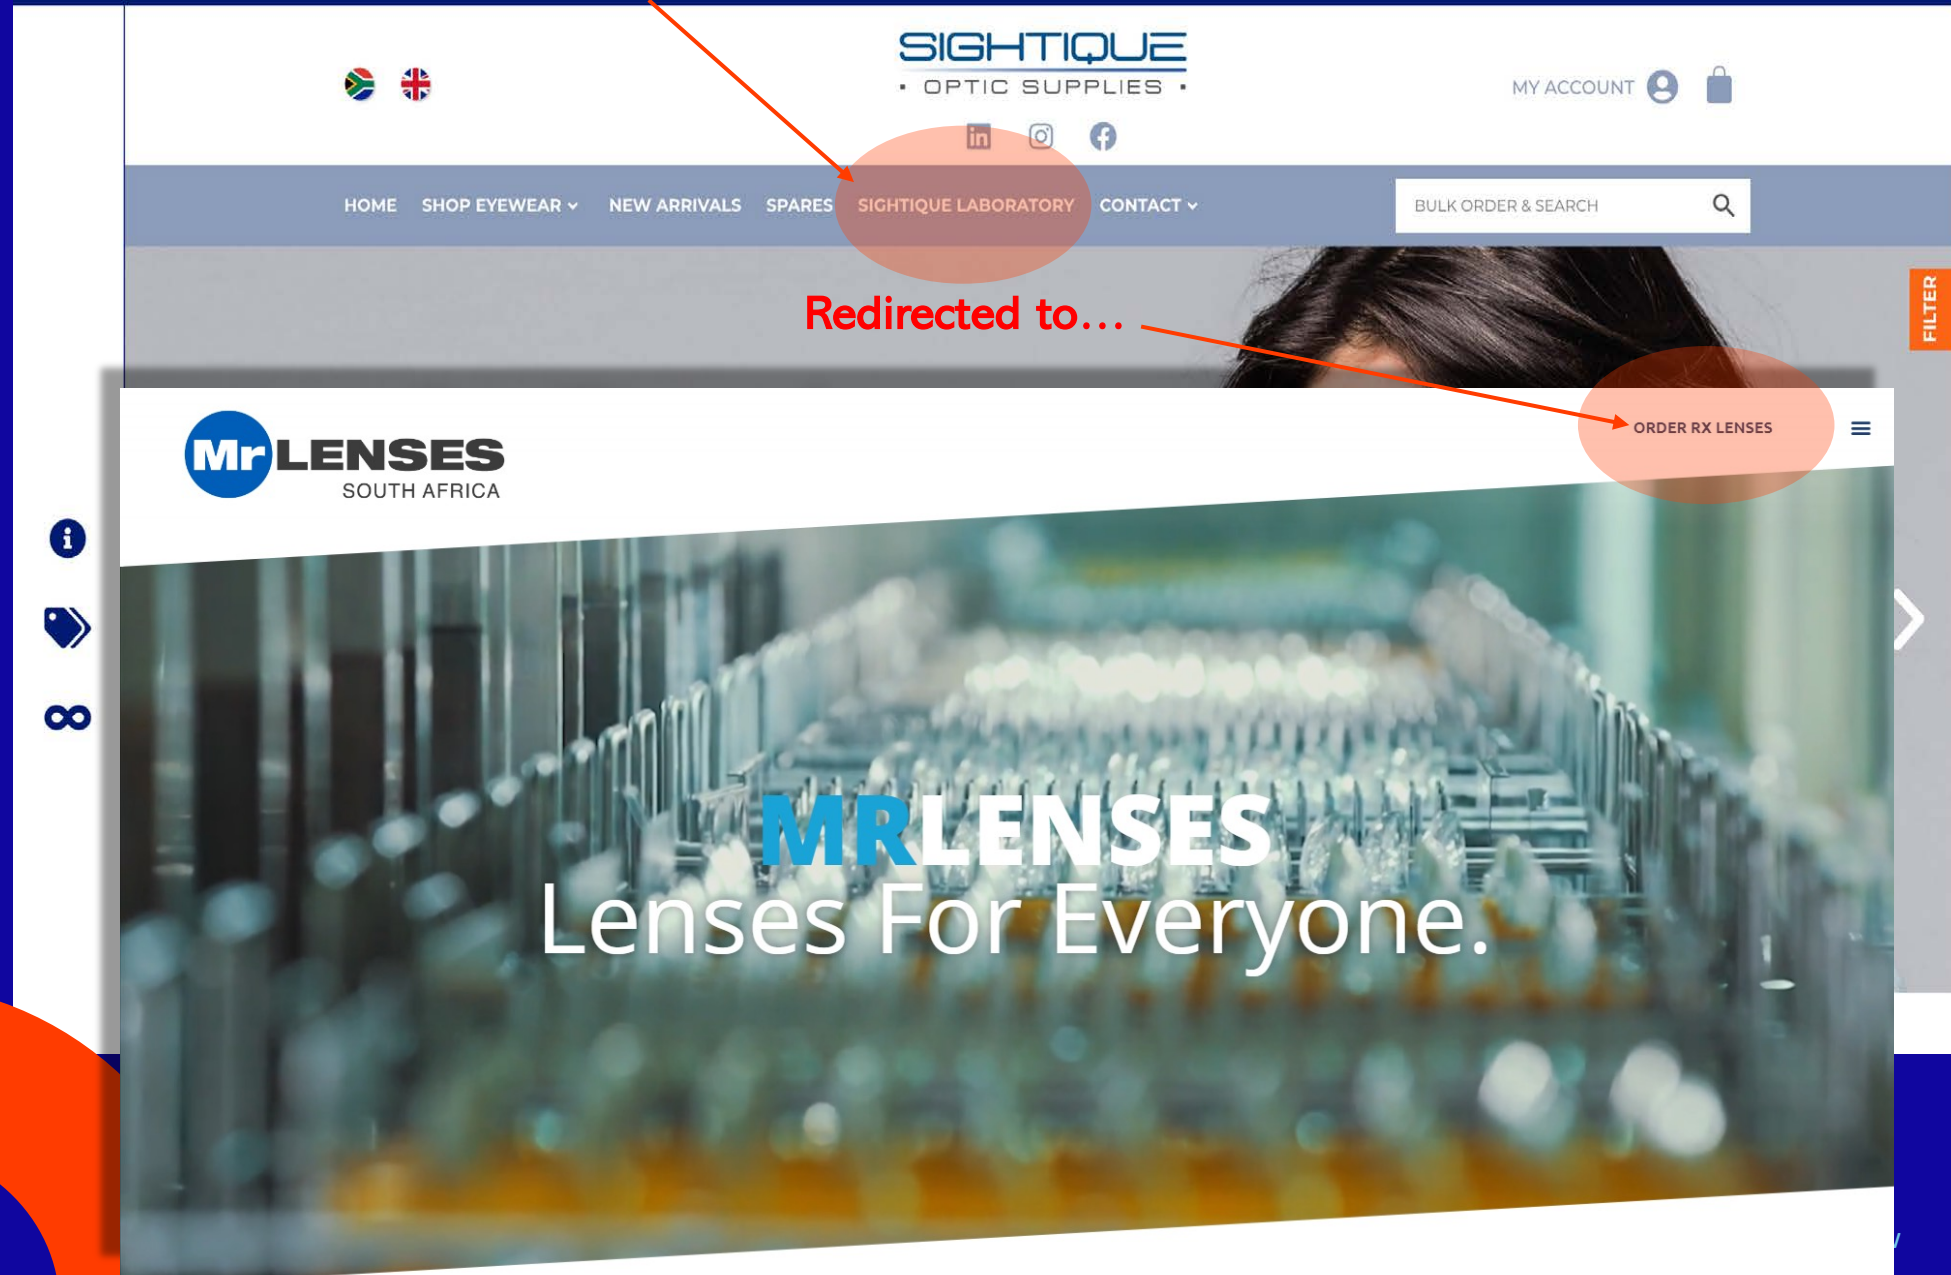 SIGHTIQUE
• OPTIC SUPPLIES •
MY ACCOUNT
HOME SHOP EYEWEAR NEW ARRIVALS SPARES SIGHTIQUE LABORATORY CONTACT
BULK ORDER & SEARCH
FILTER
Redirected to...
Mr LENSES
SOUTH AFRICA
ORDER RX LENSES
MRLENSES
Lenses For Everyone.